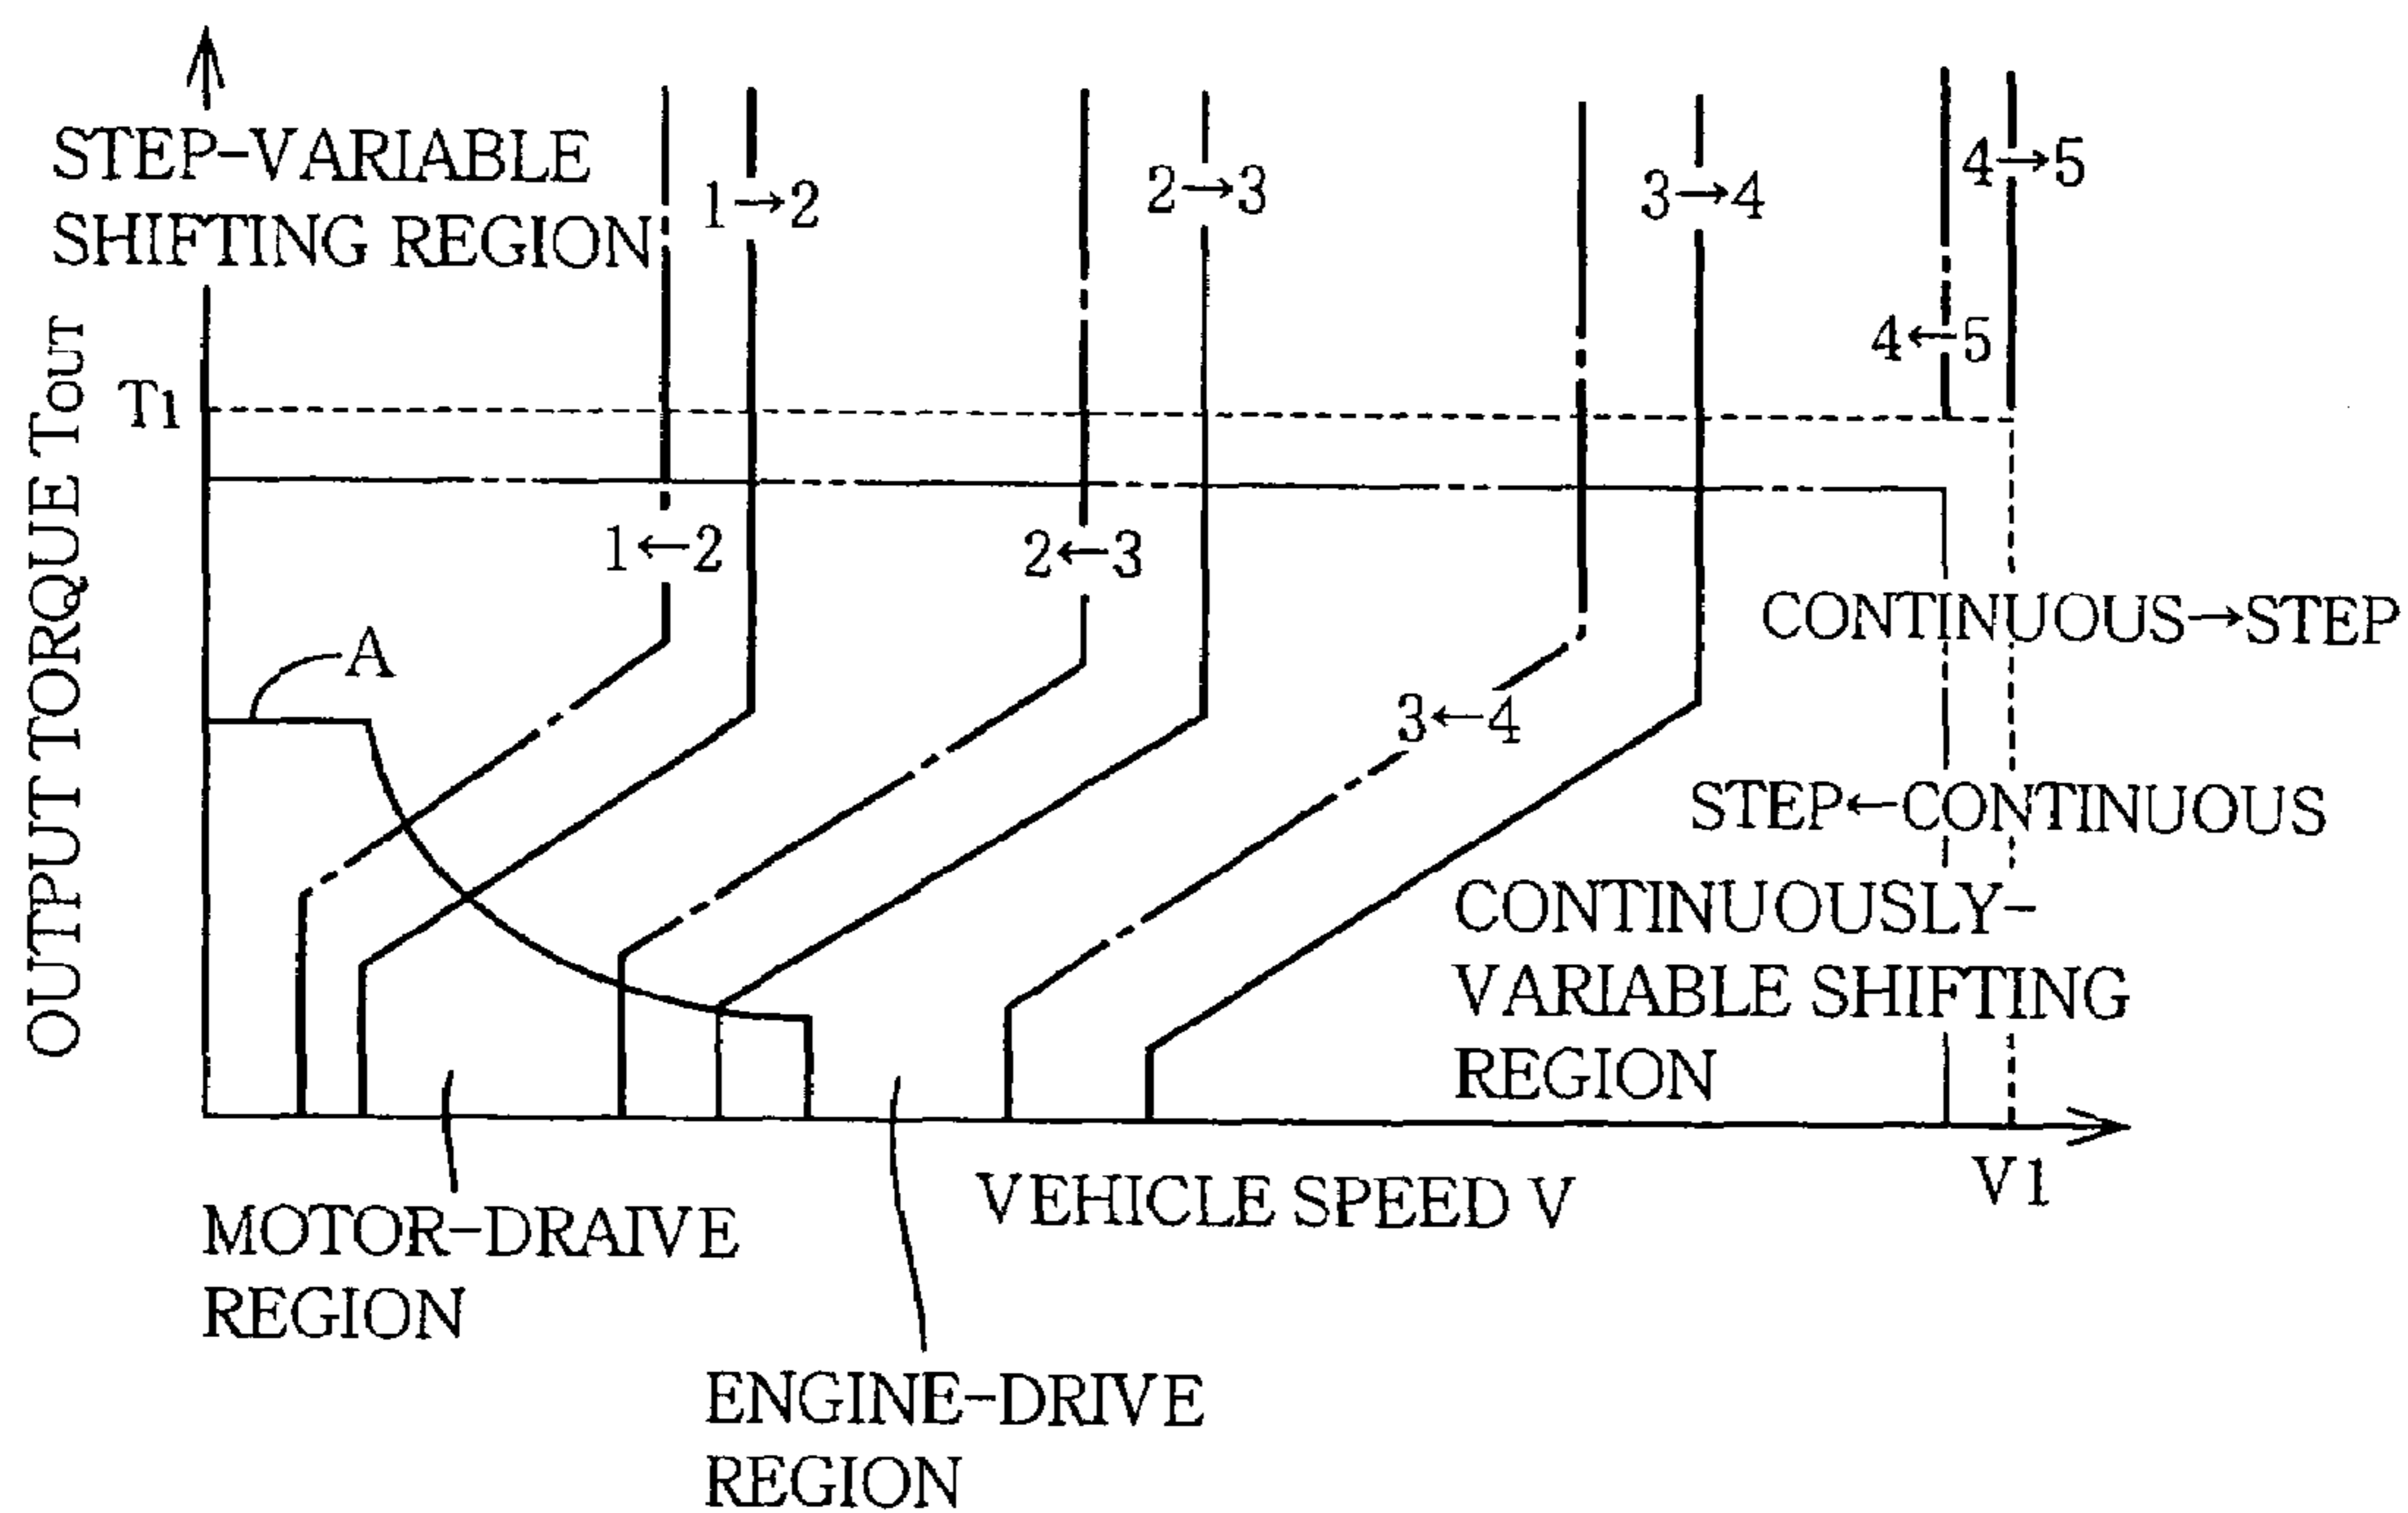 STEP-VARIABLE
SHIFTING REGION
1→2
2→3
3→4
4→5
4←5
OUTPUT TORQUE TOUT
T1
1←2
2←3
CONTINUOUS→STEP
A
3←4
STEP←CONTINUOUS
CONTINUOUSLY-
VARIABLE SHIFTING
REGION
VEHICLE SPEED V
V1
MOTOR-DRAIVE
REGION
ENGINE-DRIVE
REGION